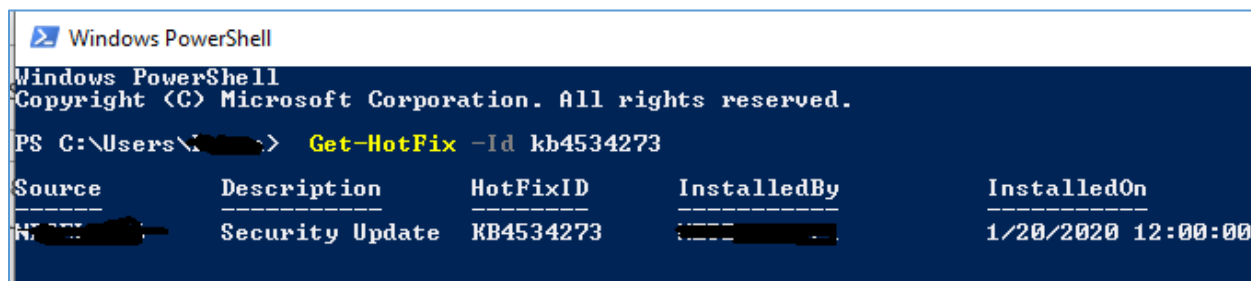 Windows PowerShell
Windows PowerShell
Copyright (C) Microsoft Corporation. All rights reserved.
PS C:\Users\ > Get-HotFix -Id kb4534273
Source Description HotFixID InstalledBy InstalledOn
------ ----------- -------- ----------- -----------
Security Update KB4534273 1/20/2020 12:00:00